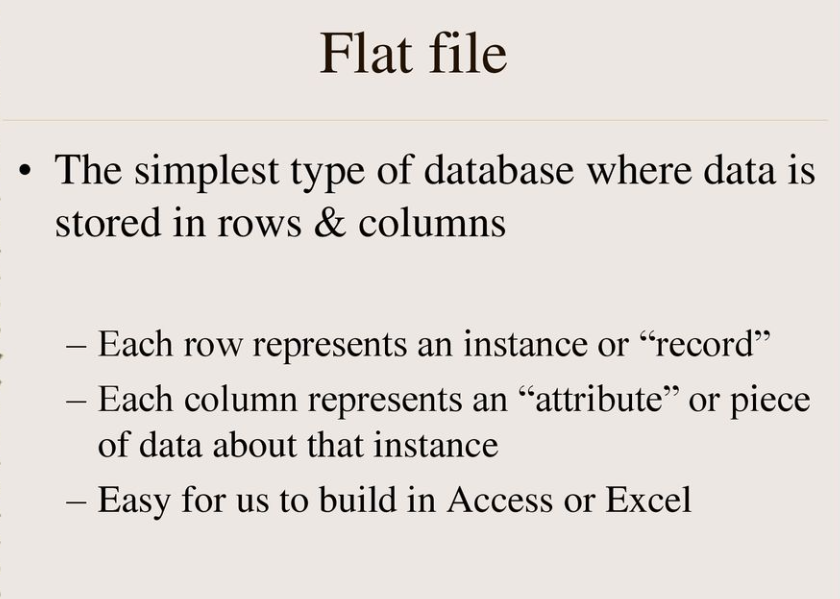 Flat file
• The simplest type of database where data is
stored in rows & columns
– Each row represents an instance or “record”
– Each column represents an “attribute” or piece
of data about that instance
– Easy for us to build in Access or Excel